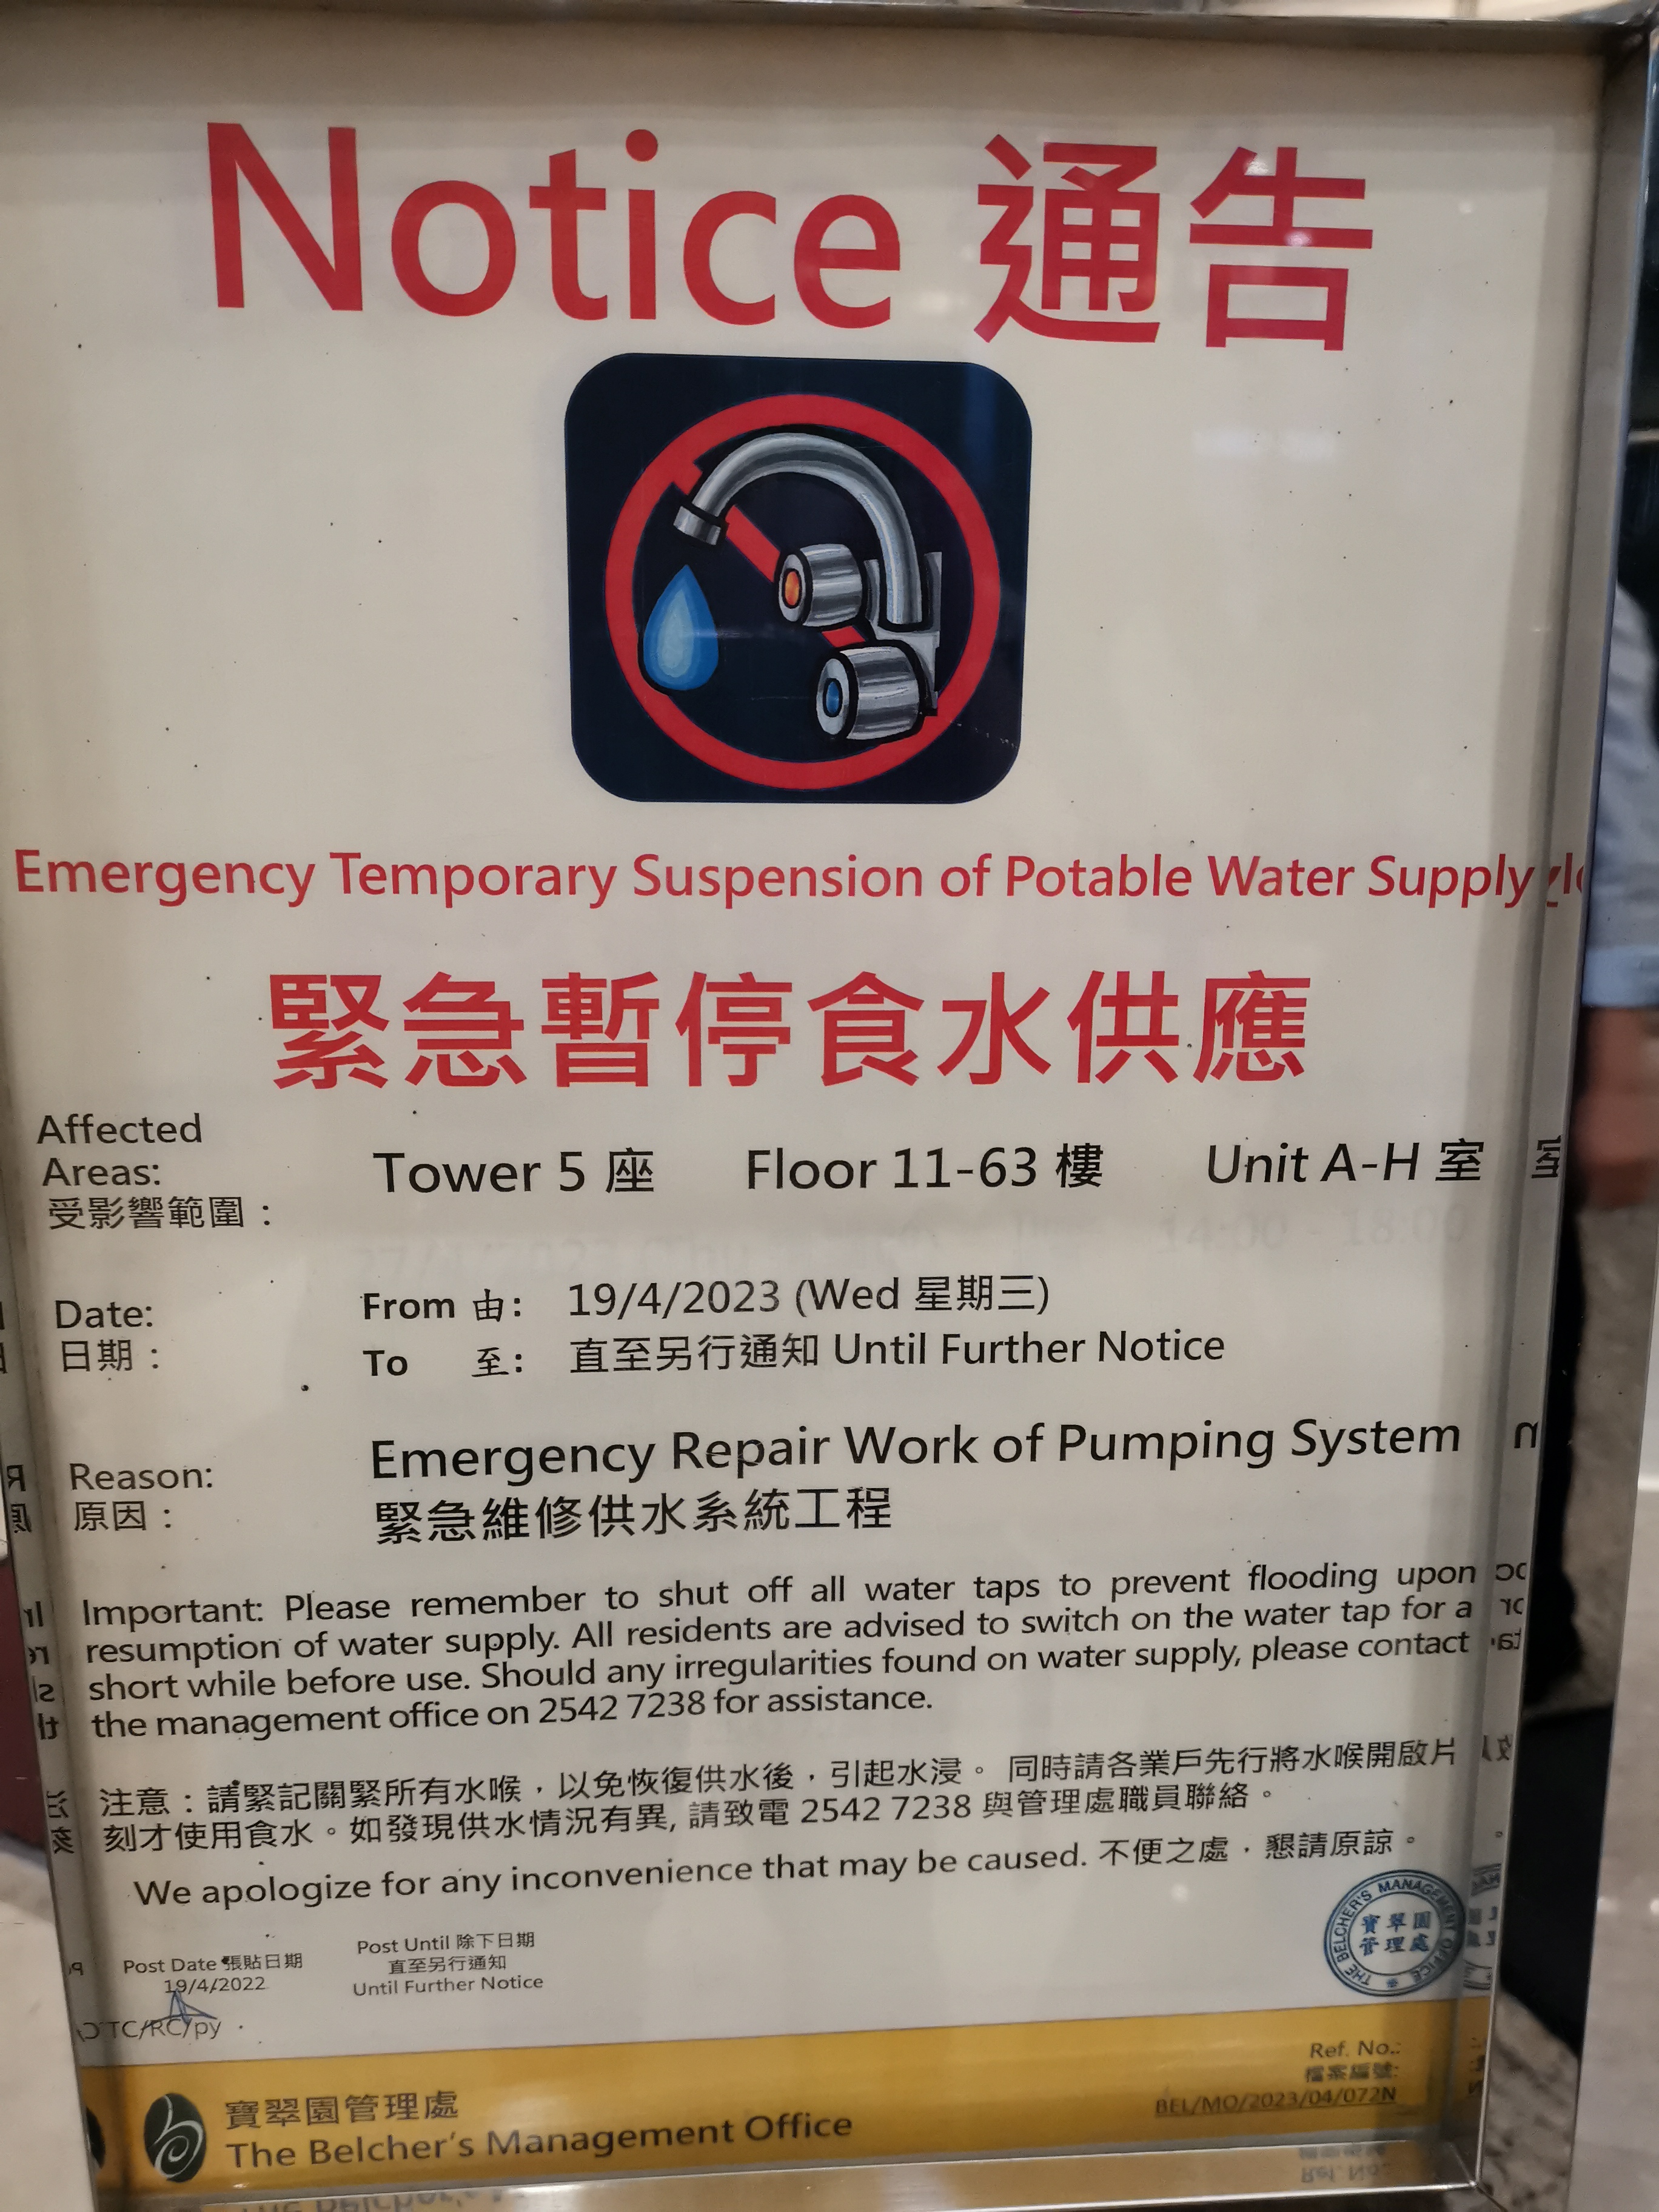 Notice 通告
Emergency Temporary Suspension of Potable Water Supply
緊急暫停食水供應
Affected
Areas:
受影響範圍：
Tower 5 座 Floor 11-63 樓 Unit A-H 室
Date:
日期：
From 由: 19/4/2023 (Wed 星期三)
To 至: 直至另行通知 Until Further Notice
Reason:
原因：
Emergency Repair Work of Pumping System
緊急維修供水系統工程
Important: Please remember to shut off all water taps to prevent flooding upon
resumption of water supply. All residents are advised to switch on the water tap for a
short while before use. Should any irregularities found on water supply, please contact
the management office on 2542 7238 for assistance.
注意：請緊記關緊所有水喉，以免恢復供水後，引起水浸。 同時請各業戶先行將水喉開啟片
刻才使用食水。如發現供水情況有異, 請致電 2542 7238 與管理處職員聯絡。
We apologize for any inconvenience that may be caused. 不便之處，懇請原諒。
Post Date 張貼日期
19/4/2022
Post Until 除下日期
直至另行通知
Until Further Notice
TC/RC/py
THE BELCHER'S MANAGEMENT OFFICE
寶翠園
管理處
寶翠園管理處
The Belcher's Management Office
Ref. No.:
檔案編號:
BEL/MO/2023/04/072N